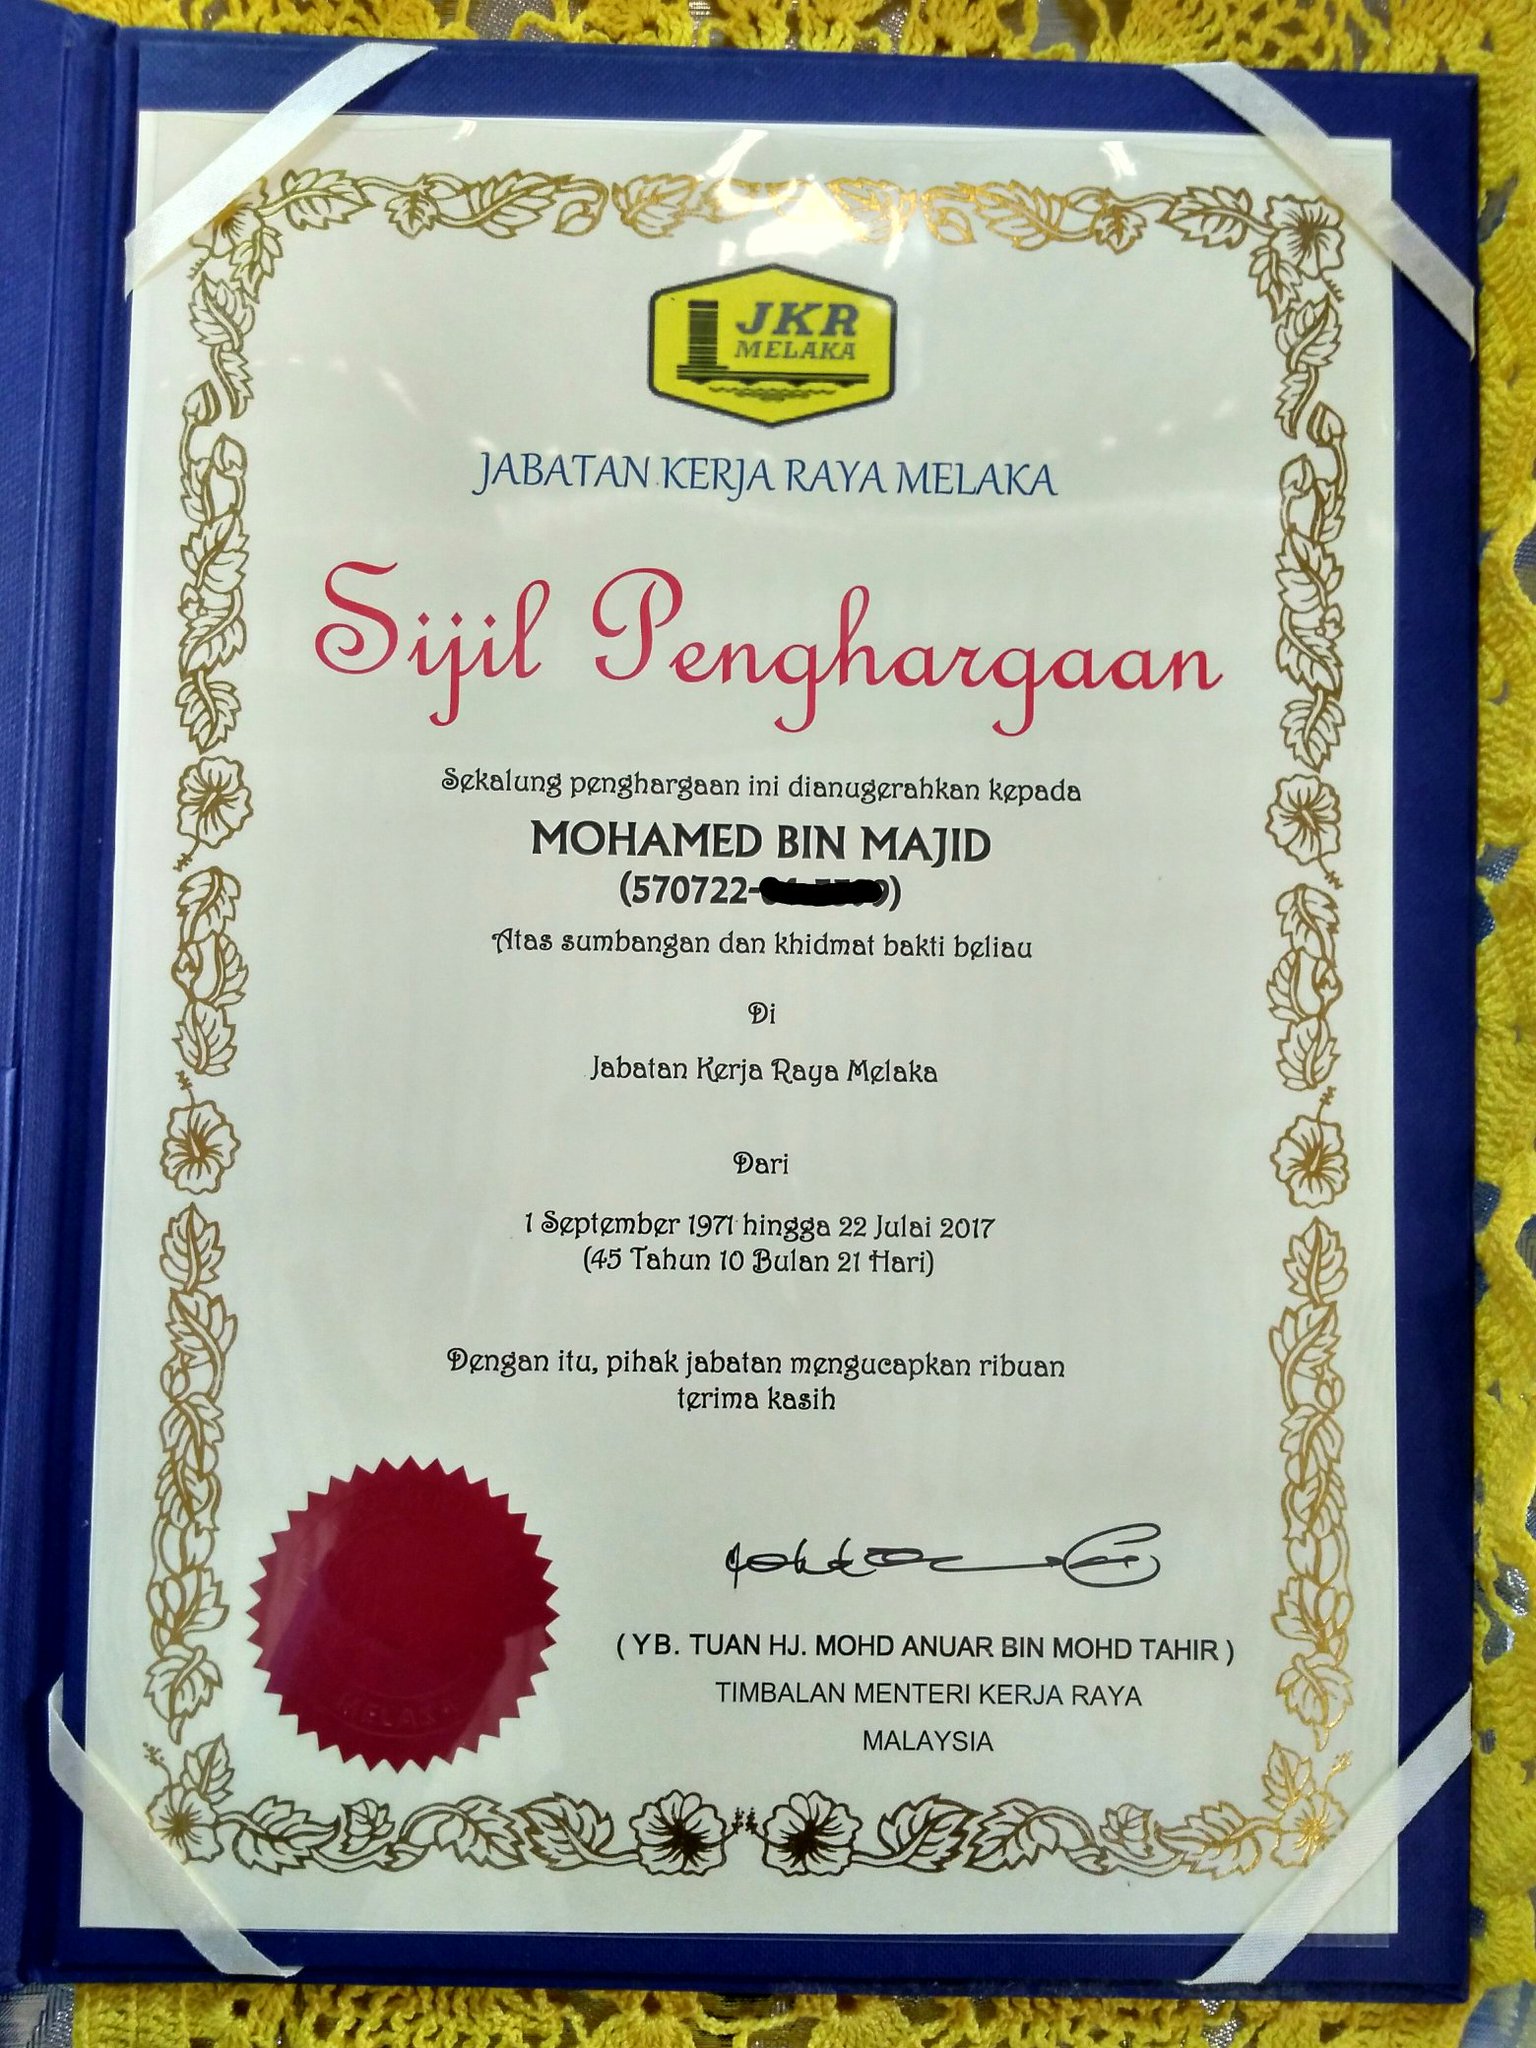 JKR
MELAKA
JABATAN KERJA RAYA MELAKA
Sijil Penghargaan
Sekalung penghargaan ini dianugerahkan kepada
MOHAMED BIN MAJID
(570722-
Atas sumbangan dan khidmat bakti beliau
Di
Jabatan Kerja Raya Melaka
Dari
1 September 1971 hingga 22 Julai 2017
(45 Tahun 10 Bulan 21 Hari)
Dengan itu, pihak jabatan mengucapkan ribuan
terima kasih
MELAKA
( YB. TUAN HJ. MOHD ANUAR BIN MOHD TAHIR )
TIMBALAN MENTERI KERJA RAYA
MALAYSIA